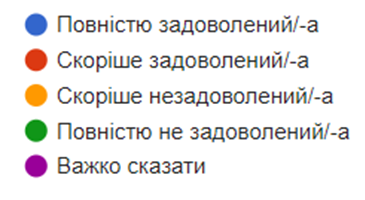 Повністю задоволений/-а
Скоріше задоволений/-а
Скоріше незадоволений/-а
Повністю не задоволений/-а
Важко сказати